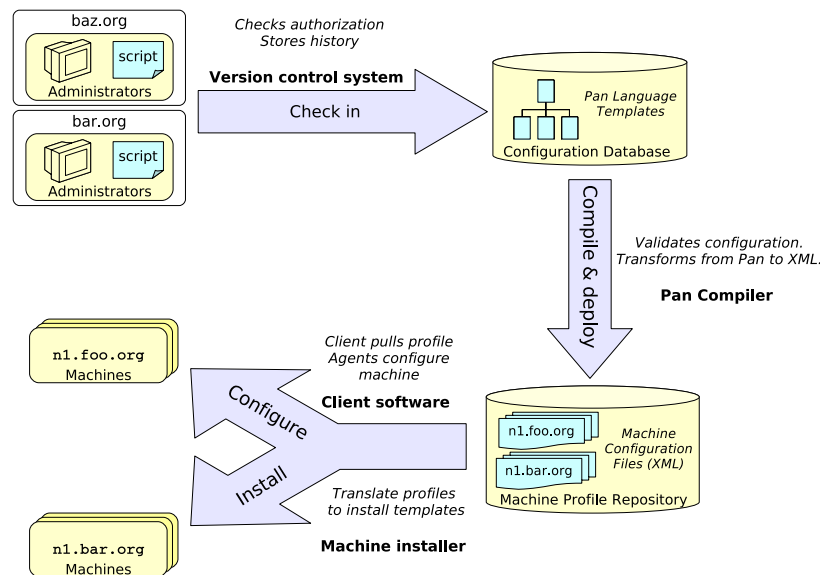 baz.org
script
Administrators
bar.org
script
Administrators
Checks authorization
Stores history
Version control system
Check in
Pan Language
Templates
Configuration Database
Compile & deploy
Validates configuration.
Transforms from Pan to XML.
Pan Compiler
n1.foo.org
Machines
Client pulls profile
Agents configure
machine
Client software
Configure
Install
n1.foo.org
n1.bar.org
Machine
Configuration
Files (XML)
Machine Profile Repository
Translate profiles
to install templates
Machine installer
n1.bar.org
Machines